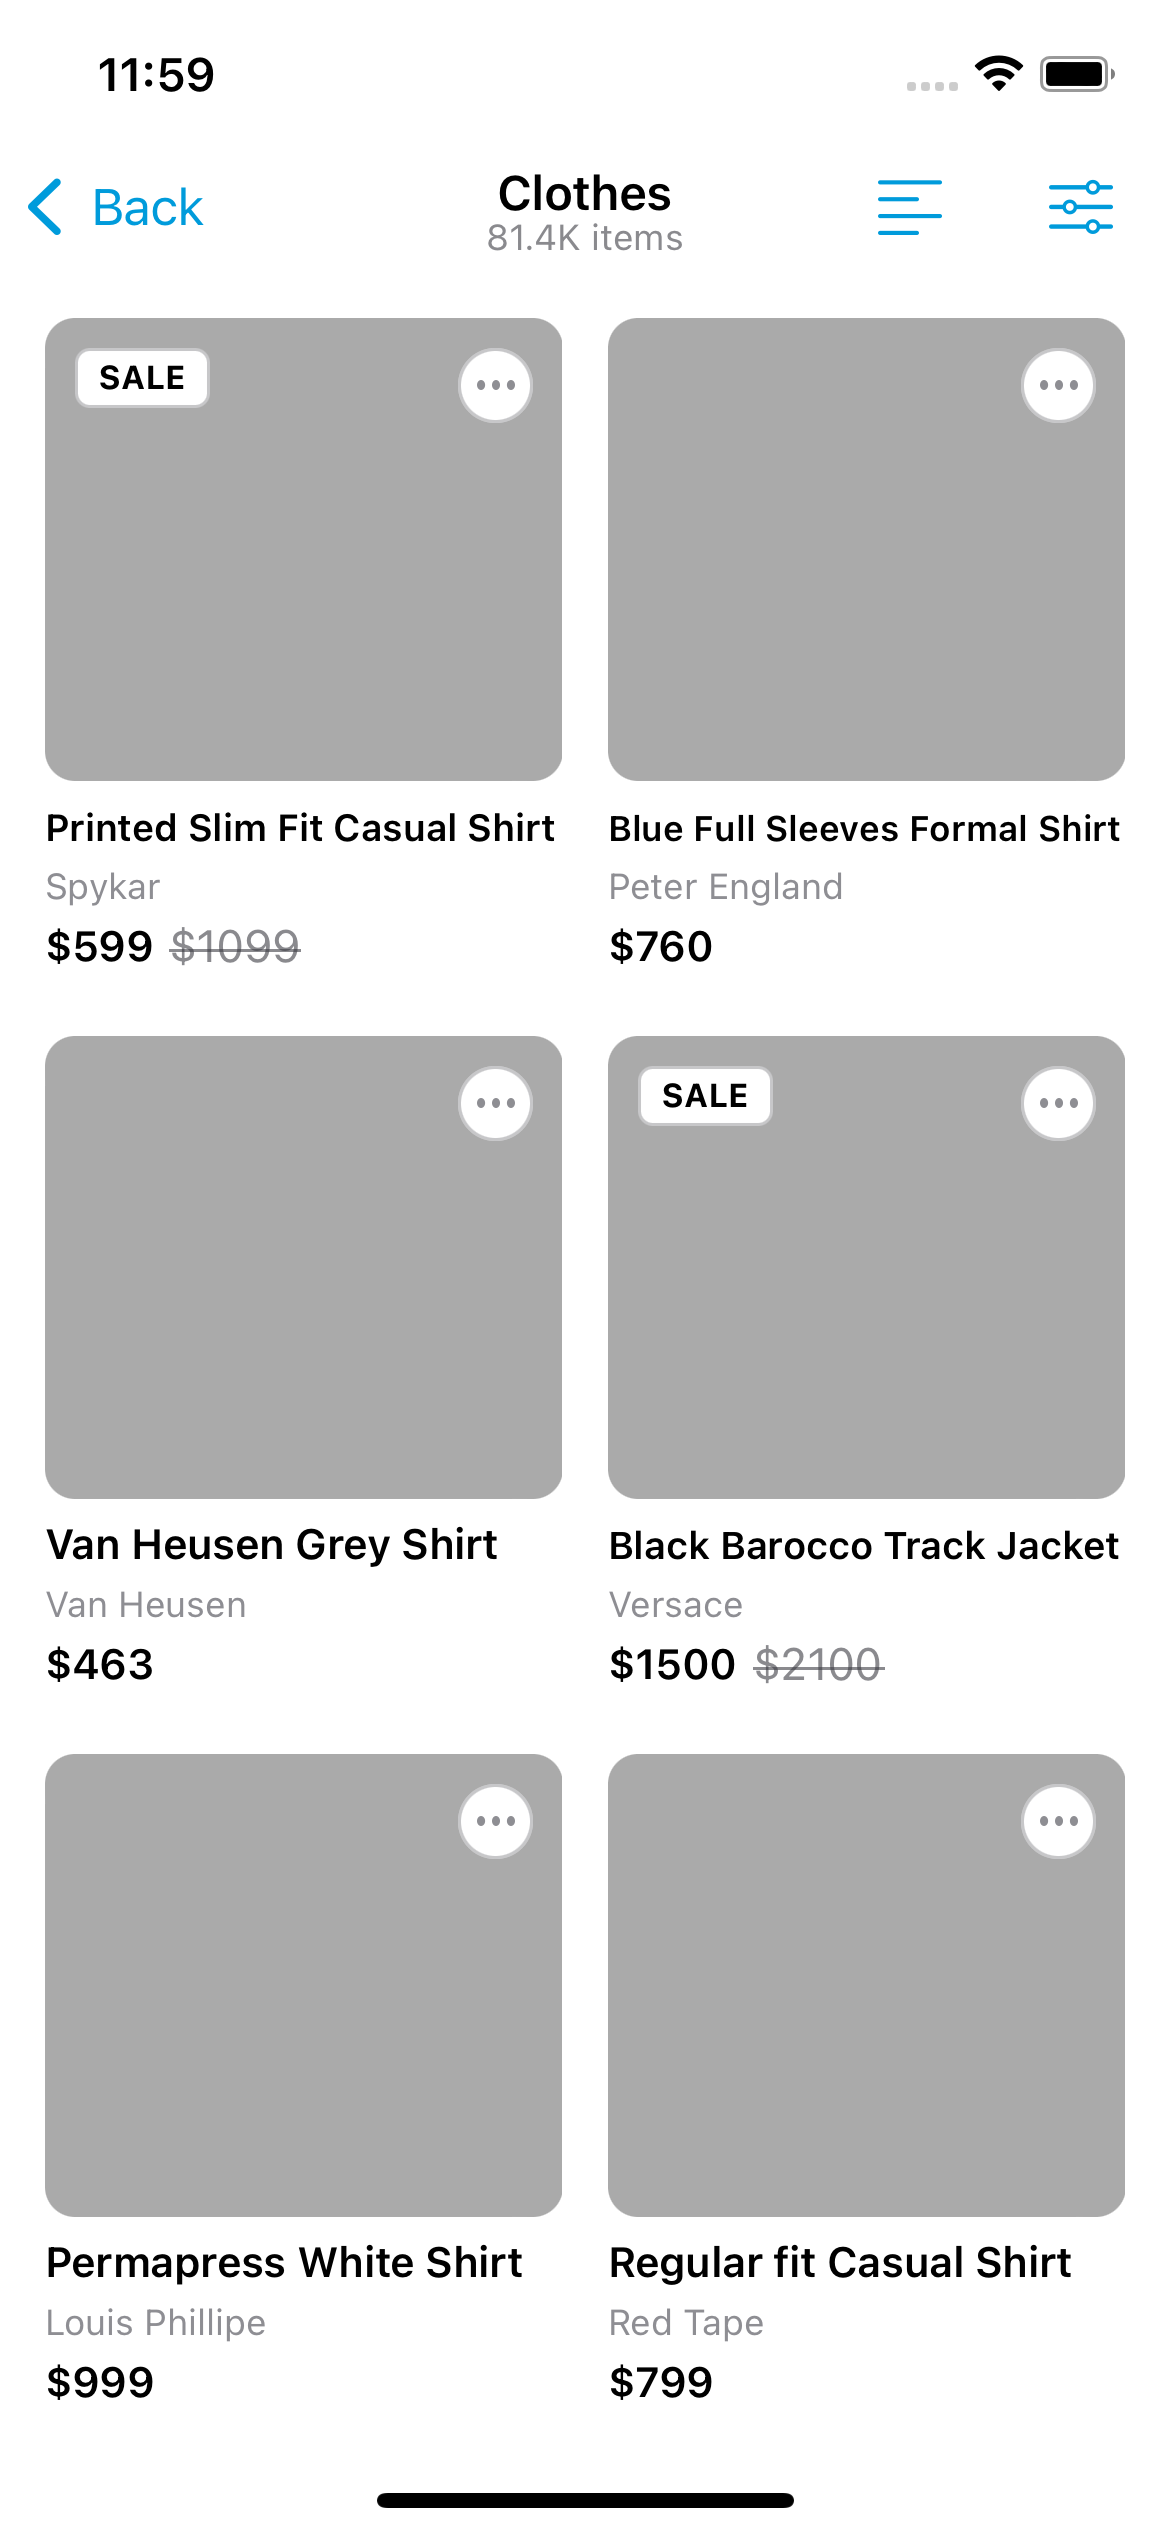 11:59
Back
Clothes
81.4K items
SALE
Printed Slim Fit Casual Shirt
Spykar
$599 $1099
Blue Full Sleeves Formal Shirt
Peter England
$760
Van Heusen Grey Shirt
Van Heusen
$463
SALE
Black Barocco Track Jacket
Versace
$1500 $2100
Permapress White Shirt
Louis Phillipe
$999
Regular fit Casual Shirt
Red Tape
$799